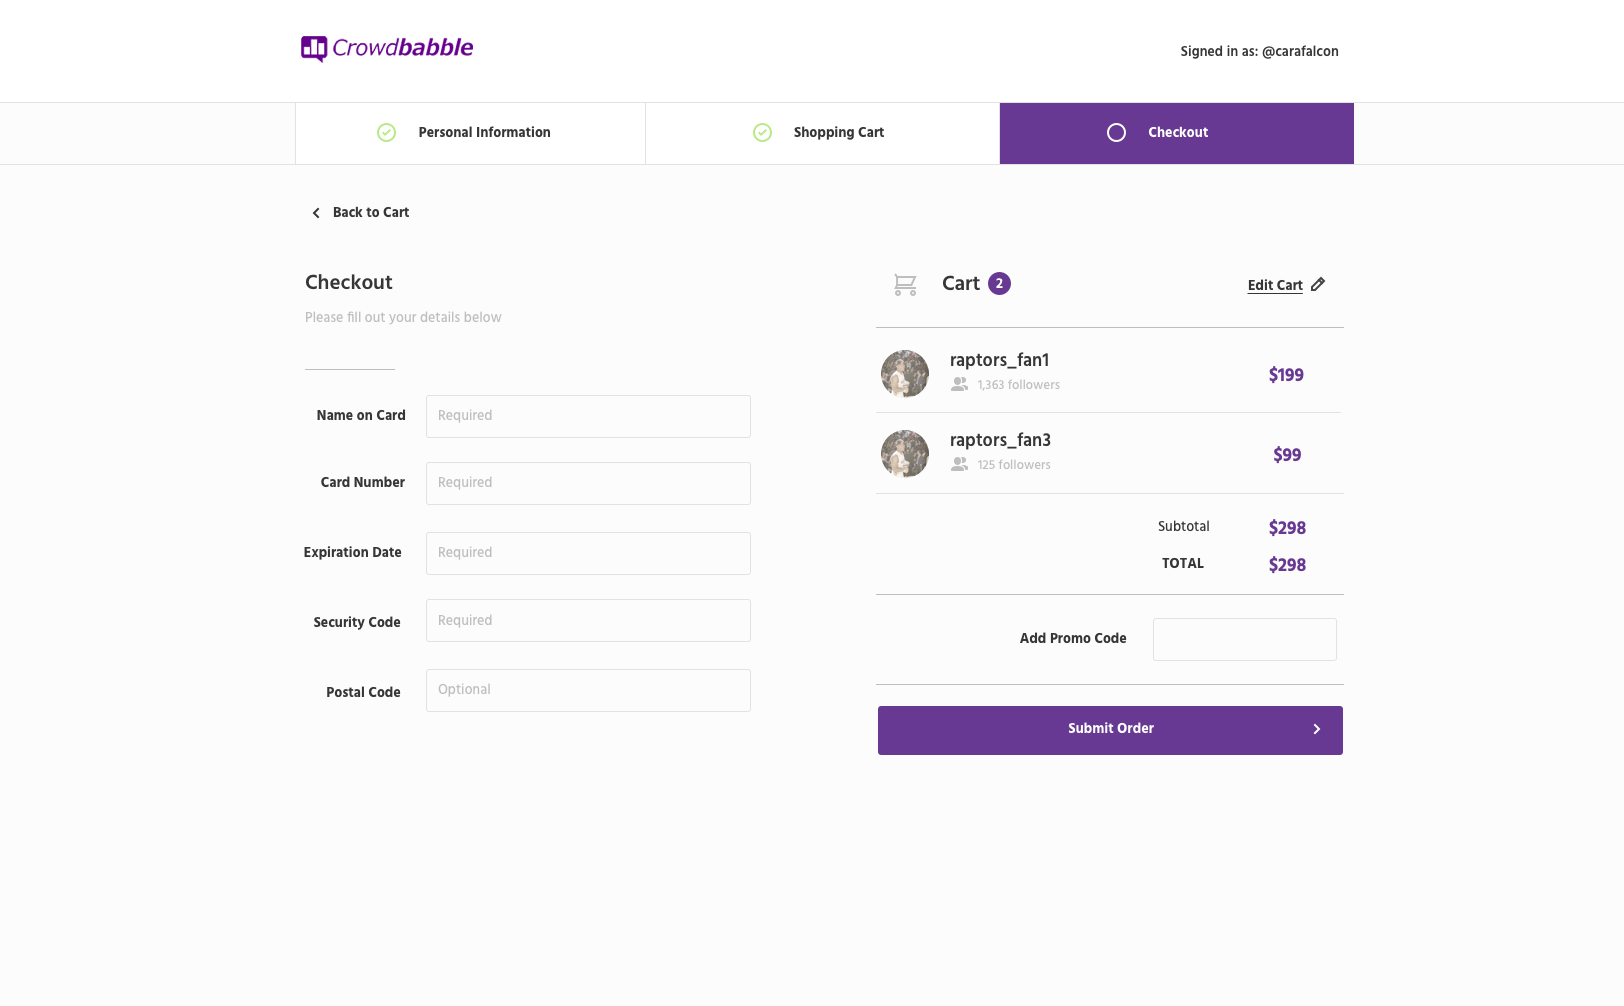 Crowdbabble
Signed in as: @carafalcon
Personal Information
Shopping Cart
Checkout
Back to Cart
Checkout
Please fill out your details below
Name on Card
Required
Card Number
Required
Expiration Date
Required
Security Code
Required
Postal Code
Optional
Cart 2
Edit Cart
raptors_fan1
1,363 followers
$199
raptors_fan3
125 followers
$99
Subtotal $298
TOTAL $298
Add Promo Code
Submit Order